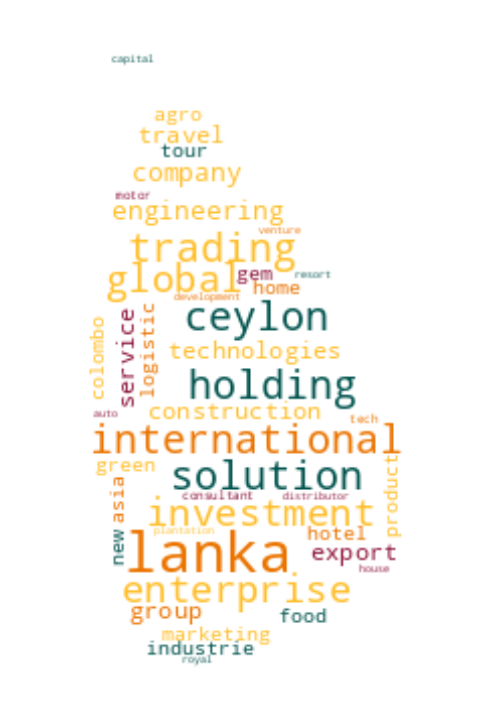 capital
agro
travel
tour
company
motor
engineering
venture
trading
global
gem
resort
home
development
ceylon
colombo
service
logistic
technologies
holding
auto
construction
tech
international
green
solution
product
asia
consultant
distributor
investment
new
plantation
hotel
lanka
export
house
enterprise
group
food
marketing
industrie
royal